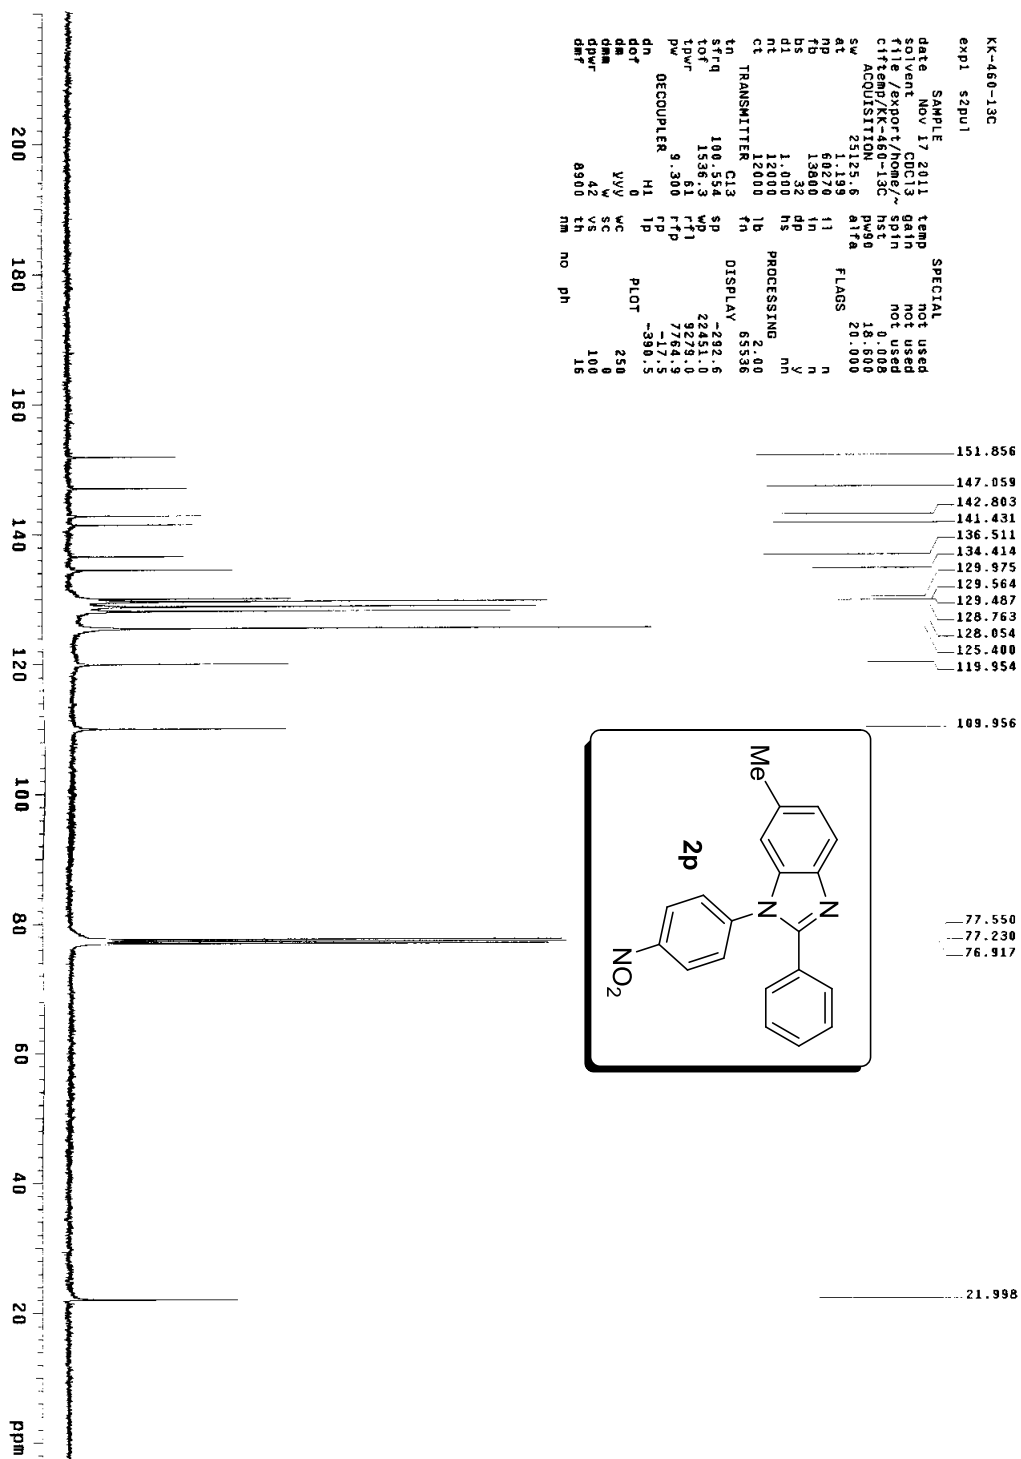 KK-460-13C
exp1 s2pul
SAMPLE
date Nov 17 2011
solvent CDCl3
file /export/home/~
ciftemp/KK-460-13C
ACQUISITION
sw 25125.6
at 1.199
np 60270
fb 13800
bs 32
d1 1.000
nt 12000
ct 12000
TRANSMITTER
tn C13
sfrq 100.554
tof 1536.3
tpwr 61
pw 9.300
DECOUPLER
dn H1
dof 0
dm yyy
dmm w
dpwr 42
dmf 8900
SPECIAL
temp not used
gain not used
spin not used
hst 0.008
pw90 18.600
alfa 20.000
FLAGS
il n
in n
dp y
hs nn
PROCESSING
lb 2.00
fn 65536
DISPLAY
sp -292.6
wp 22451.0
rfl 9279.0
rfp 7764.9
rp -17.5
lp -390.5
PLOT
wc 250
sc 0
vs 100
th 16
nm no ph
151.856
147.059
142.803
141.431
136.511
134.414
129.975
129.564
129.487
128.763
128.054
125.400
119.954
109.956
77.550
77.230
76.917
21.998
Me
N
N
2p
NO2
200 180 160 140 120 100 80 60 40 20 ppm